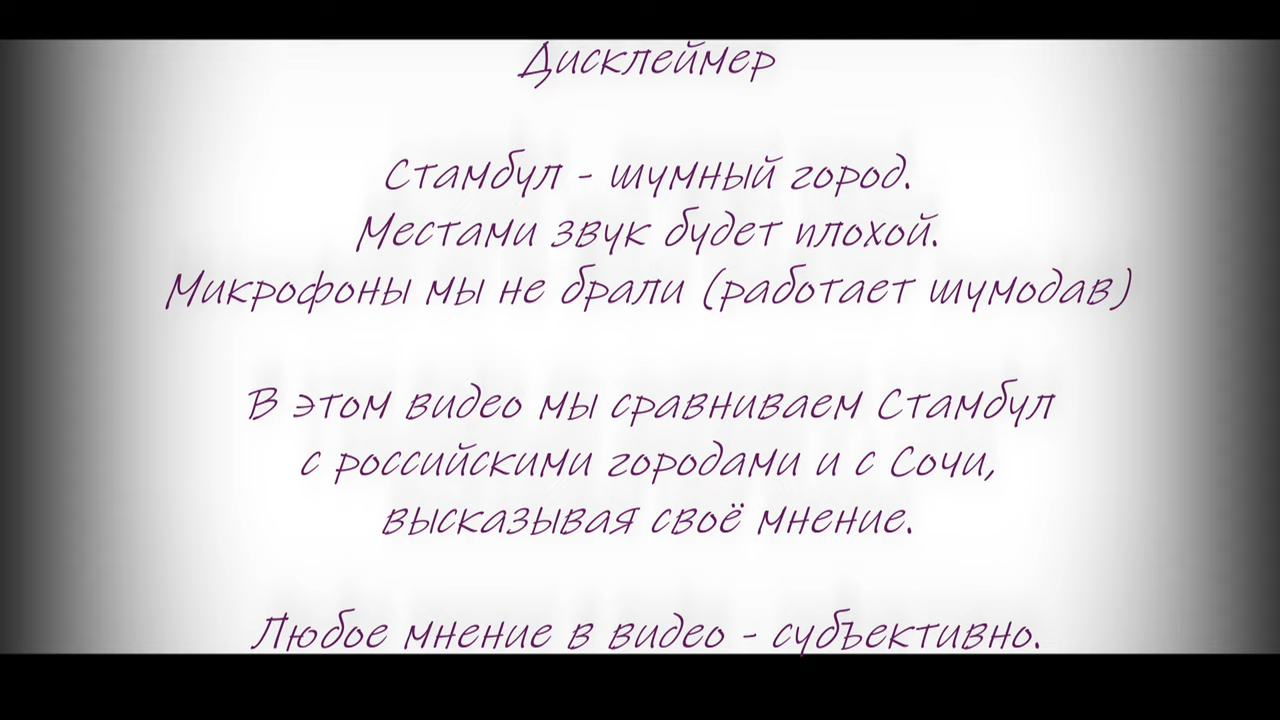 Дисклеймер
Стамбул - шумный город.
Местами звук будет плохой.
Микрофоны мы не брали (работает шумодав)
В этом видео мы сравниваем Стамбул
с российскими городами и с Сочи,
высказывая своё мнение.
Любое мнение в видео - субъективно.